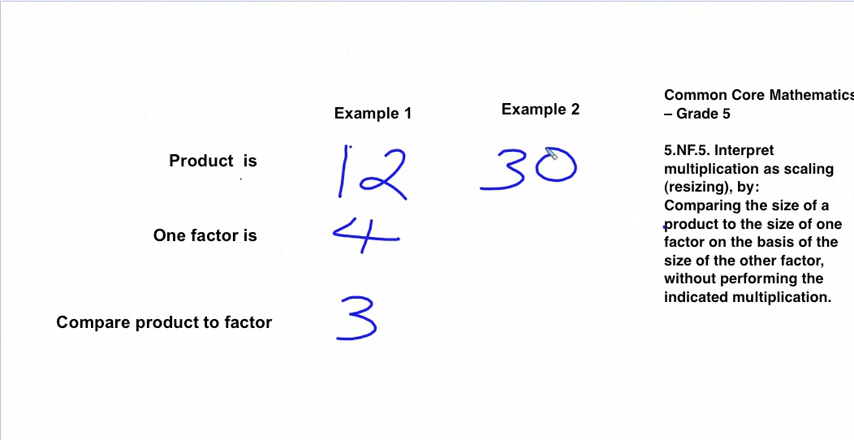 Example 1 Example 2
Product is 12 30
One factor is 4
Compare product to factor 3
Common Core Mathematics
– Grade 5
5.NF.5. Interpret
multiplication as scaling
(resizing), by:
Comparing the size of a
product to the size of one
factor on the basis of the
size of the other factor,
without performing the
indicated multiplication.